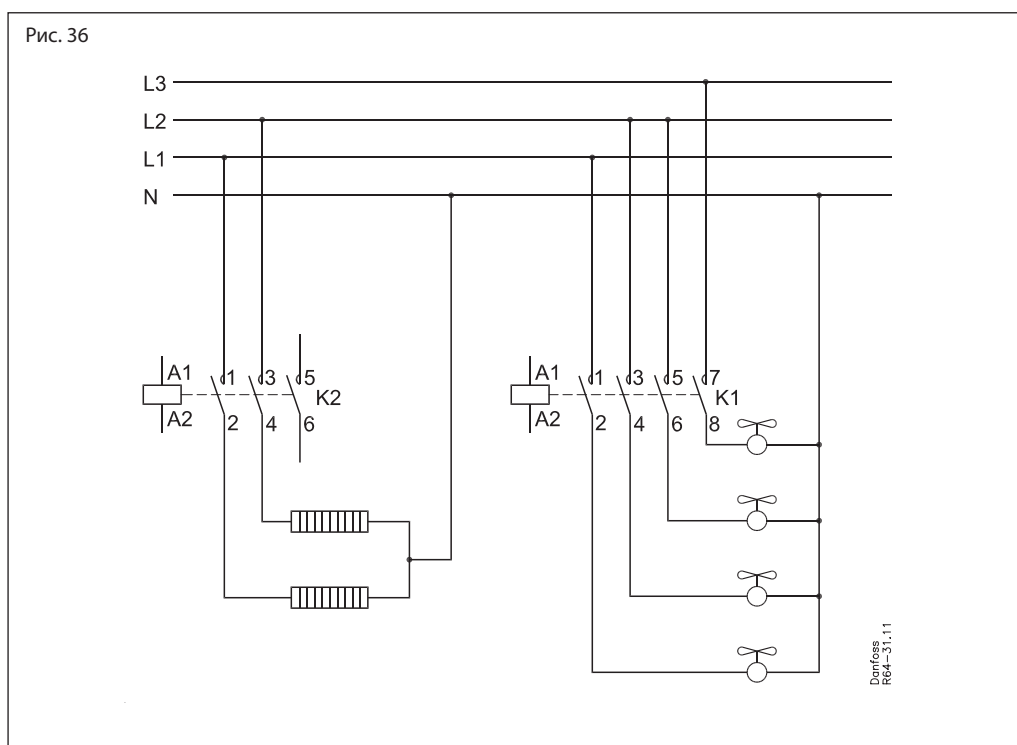 Рис. 36
L3
L2
L1
N
A1 1 3 5 K2
A2 2 4 6
A1 1 3 5 7 K1
A2 2 4 6 8
Danfoss
R64-31.11